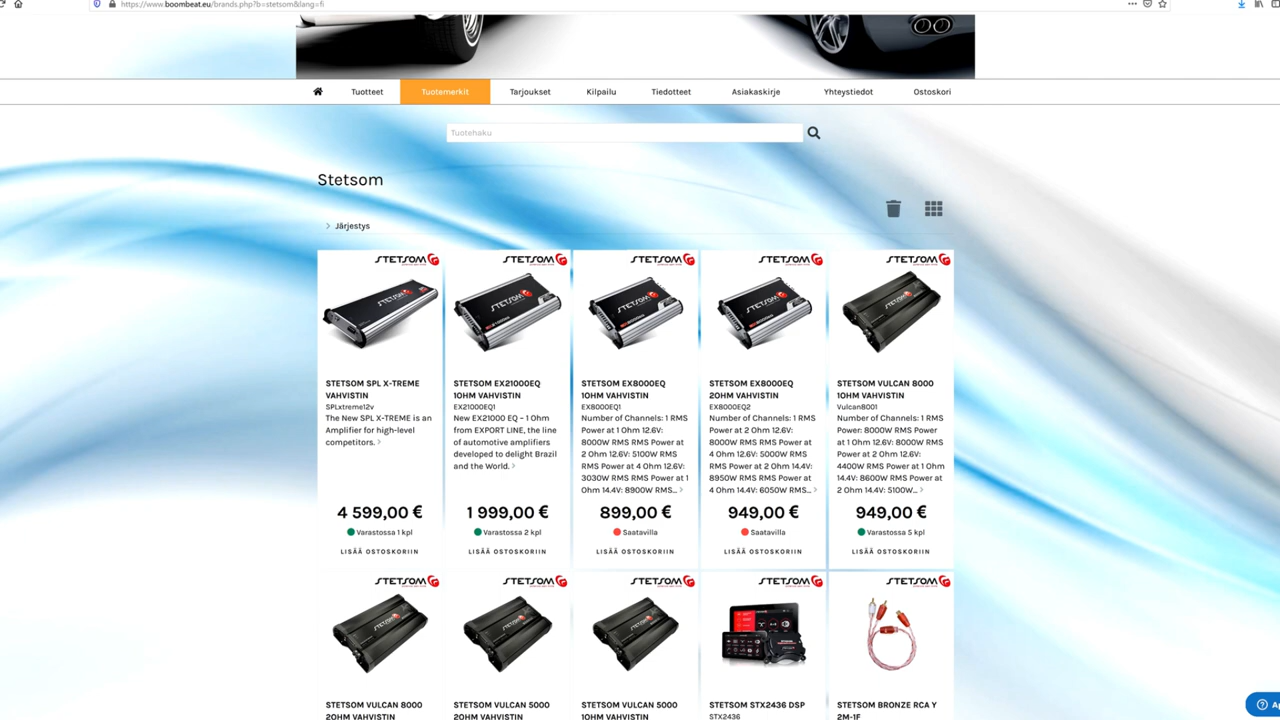 https://www.boombeat.eu/brands.php?b=stetsom&lang=fi
Tuotteet
Tuotemerkit
Tarjoukset
Kilpailu
Tiedotteet
Asiakaskirje
Yhteystiedot
Ostoskori
Tuotehaku
Stetsom
Järjestys
STETSOM
STETSOM SPL X-TREME
VAHVISTIN
SPLxtreme12v
The New SPL X-TREME is an
Amplifier for high-level
competitors.
4 599,00 €
Varastossa 1 kpl
LISÄÄ OSTOSKORIIN
STETSOM
STETSOM EX21000EQ
1OHM VAHVISTIN
EX21000EQ1
New EX21000 EQ – 1 Ohm
from EXPORT LINE, the line
of automotive amplifiers
developed to delight Brazil
and the World.
1 999,00 €
Varastossa 2 kpl
LISÄÄ OSTOSKORIIN
STETSOM
STETSOM EX8000EQ
1OHM VAHVISTIN
EX8000EQ1
Number of Channels: 1 RMS
Power at 1 Ohm 12.6V:
8000W RMS RMS Power at
2 Ohm 12.6V: 5100W RMS
RMS Power at 4 Ohm 12.6V:
3030W RMS RMS Power at 1
Ohm 14.4V: 8900W RMS...
899,00 €
Saatavilla
LISÄÄ OSTOSKORIIN
STETSOM
STETSOM EX8000EQ
2OHM VAHVISTIN
EX8000EQ2
Number of Channels: 1 RMS
Power at 2 Ohm 12.6V:
8000W RMS RMS Power at
4 Ohm 12.6V: 5000W RMS
RMS Power at 2 Ohm 14.4V:
8950W RMS RMS Power at
4 Ohm 14.4V: 6050W RMS...
949,00 €
Saatavilla
LISÄÄ OSTOSKORIIN
STETSOM
STETSOM VULCAN 8000
1OHM VAHVISTIN
Vulcan8001
Number of Channels: 1 RMS
Power: 8000W RMS Power
at 1 Ohm 12.6V: 8000W
RMS Power at 2 Ohm 12.6V:
4400W RMS Power at 1 Ohm
14.4V: 8600W RMS Power at
2 Ohm 14.4V: 5100W...
949,00 €
Varastossa 5 kpl
LISÄÄ OSTOSKORIIN
STETSOM
STETSOM VULCAN 8000
2OHM VAHVISTIN
STETSOM
STETSOM VULCAN 5000
2OHM VAHVISTIN
STETSOM
STETSOM VULCAN 5000
1OHM VAHVISTIN
STETSOM
STETSOM STX2436 DSP
STX2436
STETSOM
STETSOM BRONZE RCA Y
2M-1F